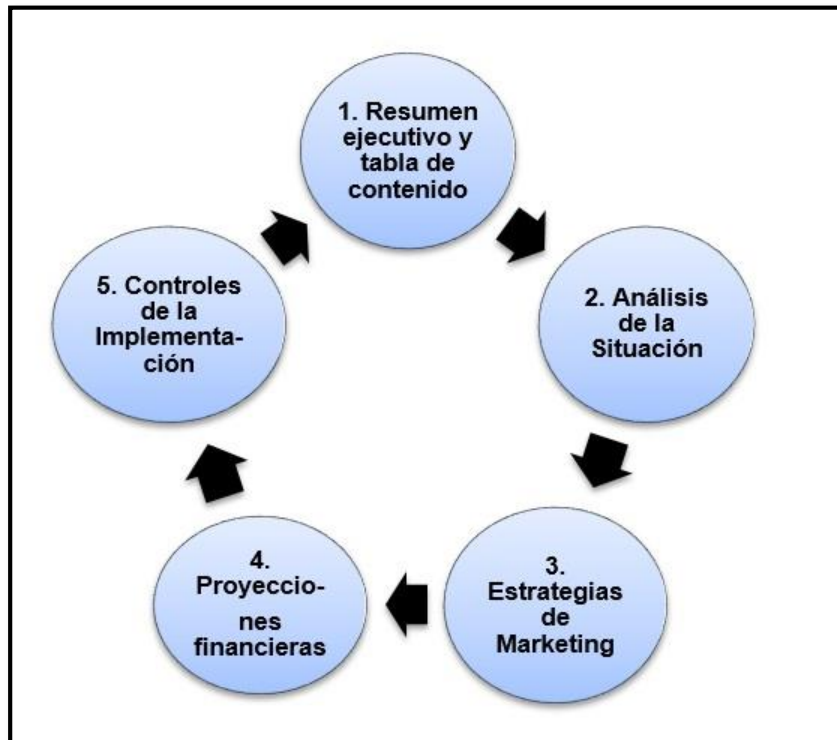 1. Resumen
ejecutivo y
tabla de
contenido
2. Análisis
de la
Situación
3.
Estrategias
de
Marketing
4.
Proyeccio-
nes
financieras
5. Controles
de la
Implementa-
ción